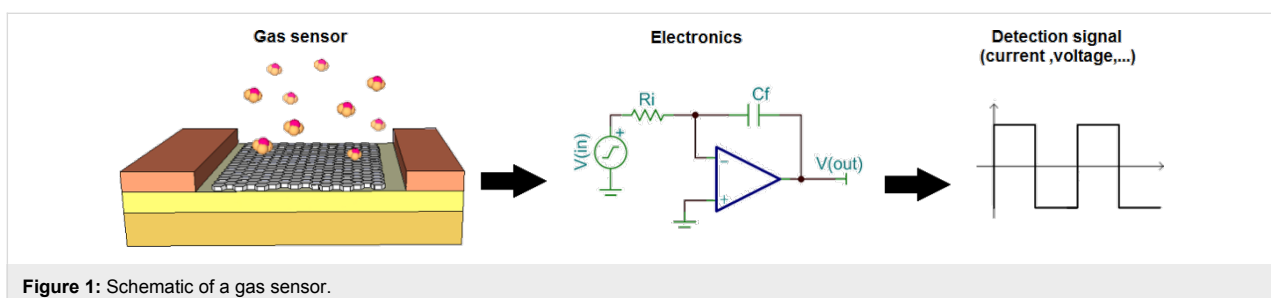 Gas sensor
Electronics
Detection signal
(current ,voltage,...)
Ri
Cf
V(in)
+
−
+
V(out)
Figure 1: Schematic of a gas sensor.